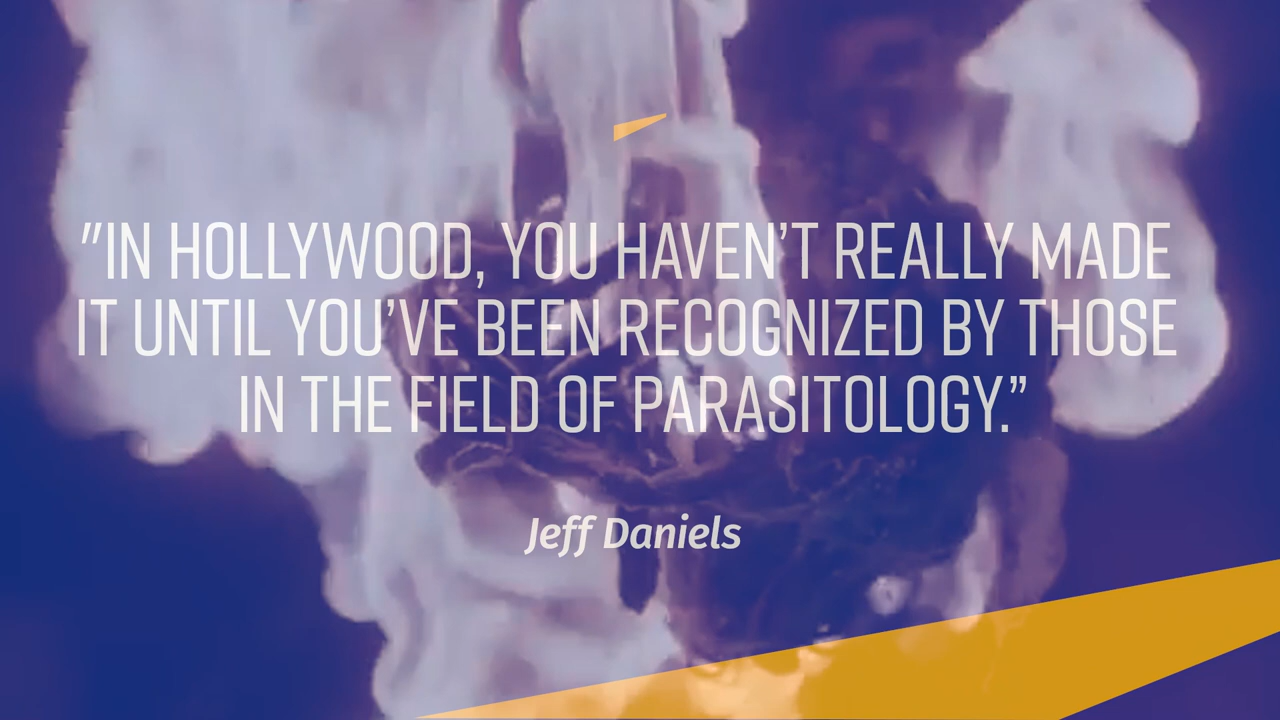 "IN HOLLYWOOD, YOU HAVEN’T REALLY MADE
IT UNTIL YOU’VE BEEN RECOGNIZED BY THOSE
IN THE FIELD OF PARASITOLOGY.”
Jeff Daniels